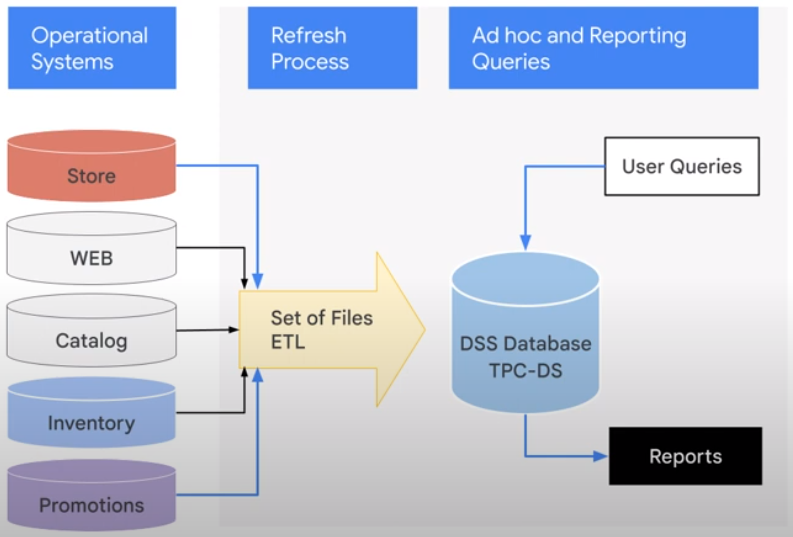 Operational
Systems
Refresh
Process
Ad hoc and Reporting
Queries
Store
WEB
Catalog
Inventory
Promotions
Set of Files
ETL
User Queries
DSS Database
TPC-DS
Reports